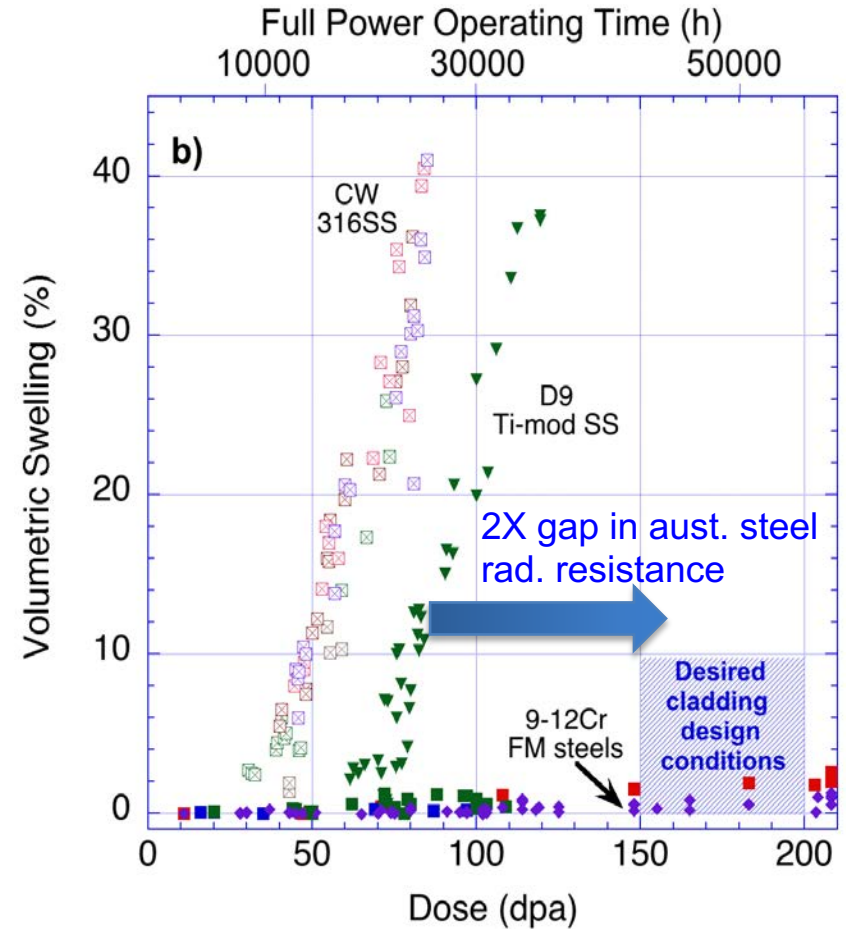 Full Power Operating Time (h)
10000 30000 50000
b)
40
30
20
10
0
Volumetric Swelling (%)
CW
316SS
D9
Ti-mod SS
2X gap in aust. steel
rad. resistance
Desired
cladding
design
conditions
9-12Cr
FM steels
0 50 100 150 200
Dose (dpa)